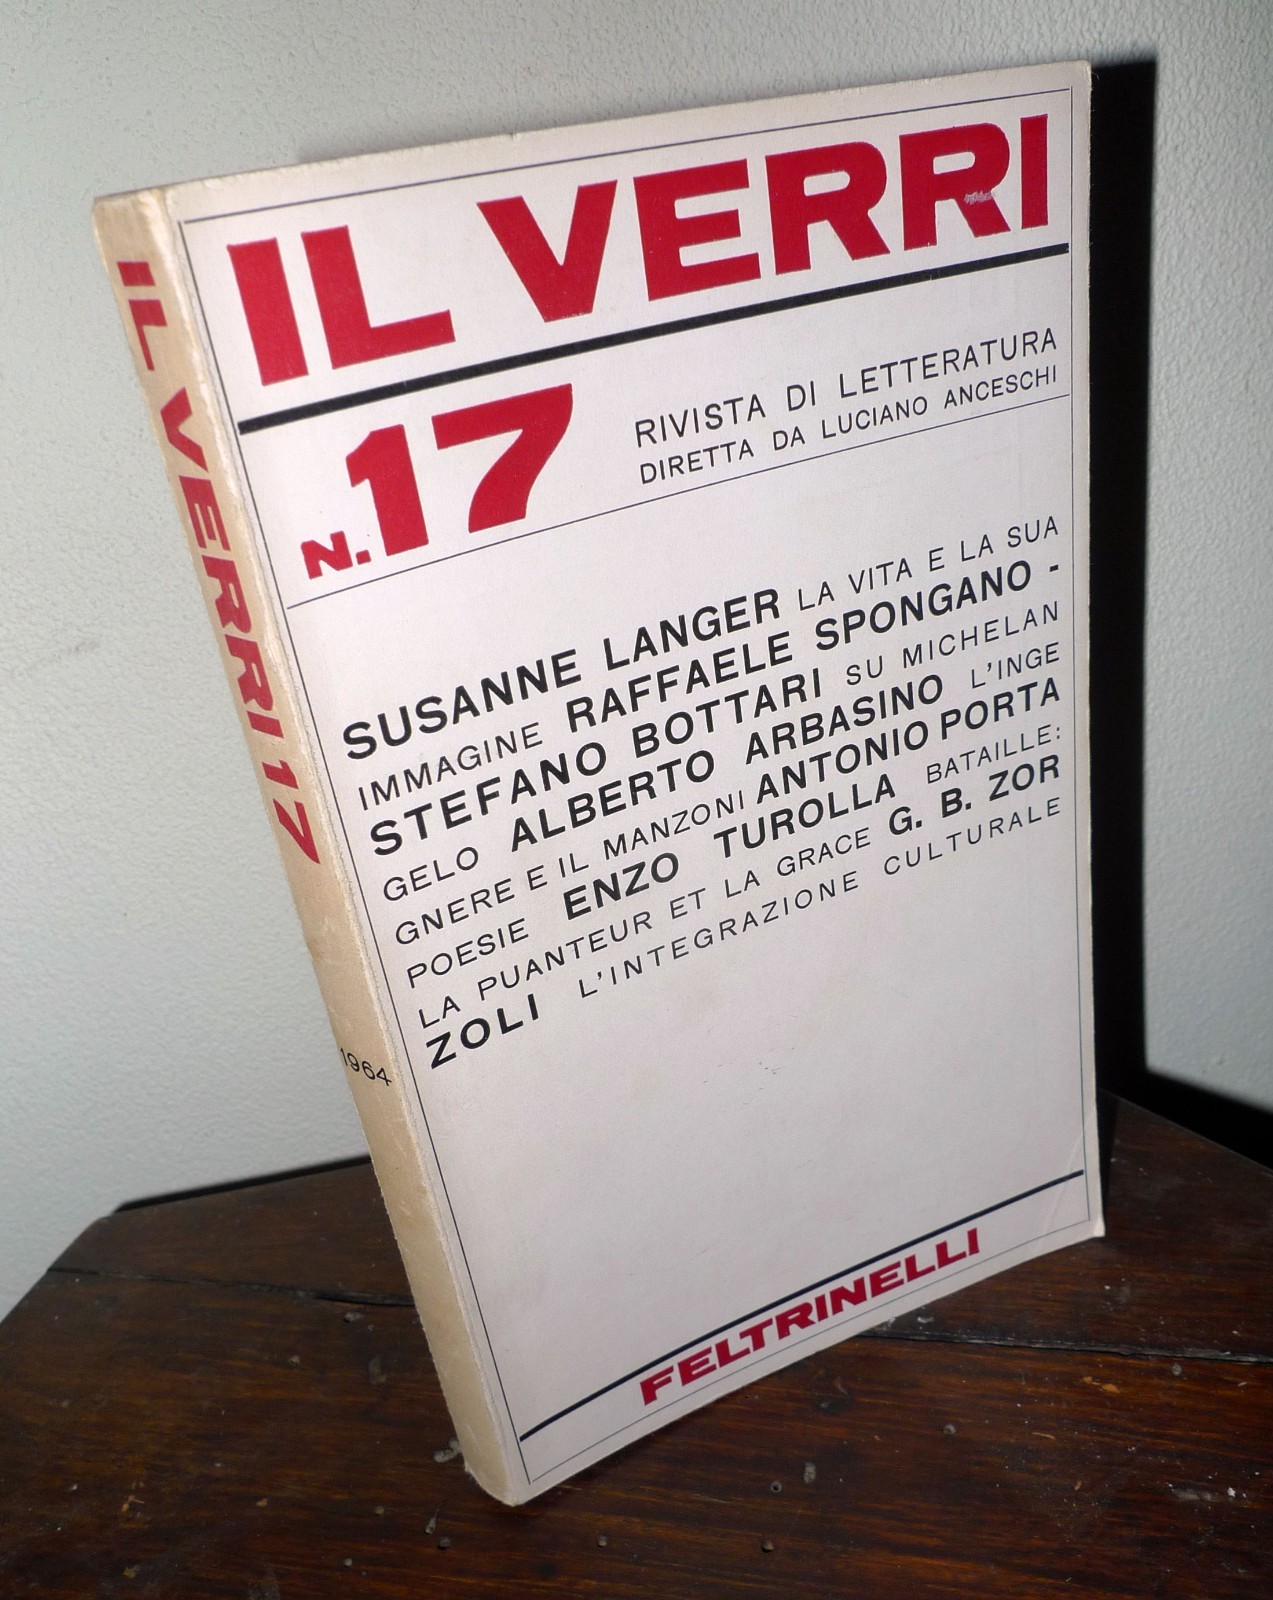 IL VERRI
N. 17
RIVISTA DI LETTERATURA
DIRETTA DA LUCIANO ANCESCHI
SUSANNE LANGER LA VITA E LA SUA
IMMAGINE RAFFAELE SPONGANO -
STEFANO BOTTARI SU MICHELAN
GELO ALBERTO ARBASINO L'INGE
GNERE E IL MANZONI ANTONIO PORTA
POESIE ENZO TUROLLA BATAILLE:
LA PUANTEUR ET LA GRACE G. B. ZOR
ZOLI L'INTEGRAZIONE CULTURALE
FELTRINELLI
IL VERRI 17
1964